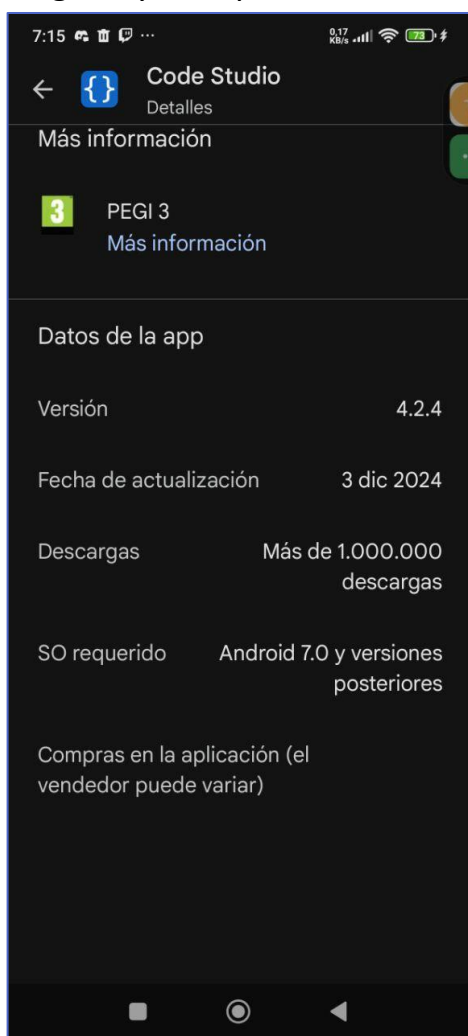 7:15 ...
0,17
KB/s
73
{} Code Studio
Detalles
Más información
3 PEGI 3
Más información
Datos de la app
Versión 4.2.4
Fecha de actualización 3 dic 2024
Descargas Más de 1.000.000
descargas
SO requerido Android 7.0 y versiones
posteriores
Compras en la aplicación (el
vendedor puede variar)